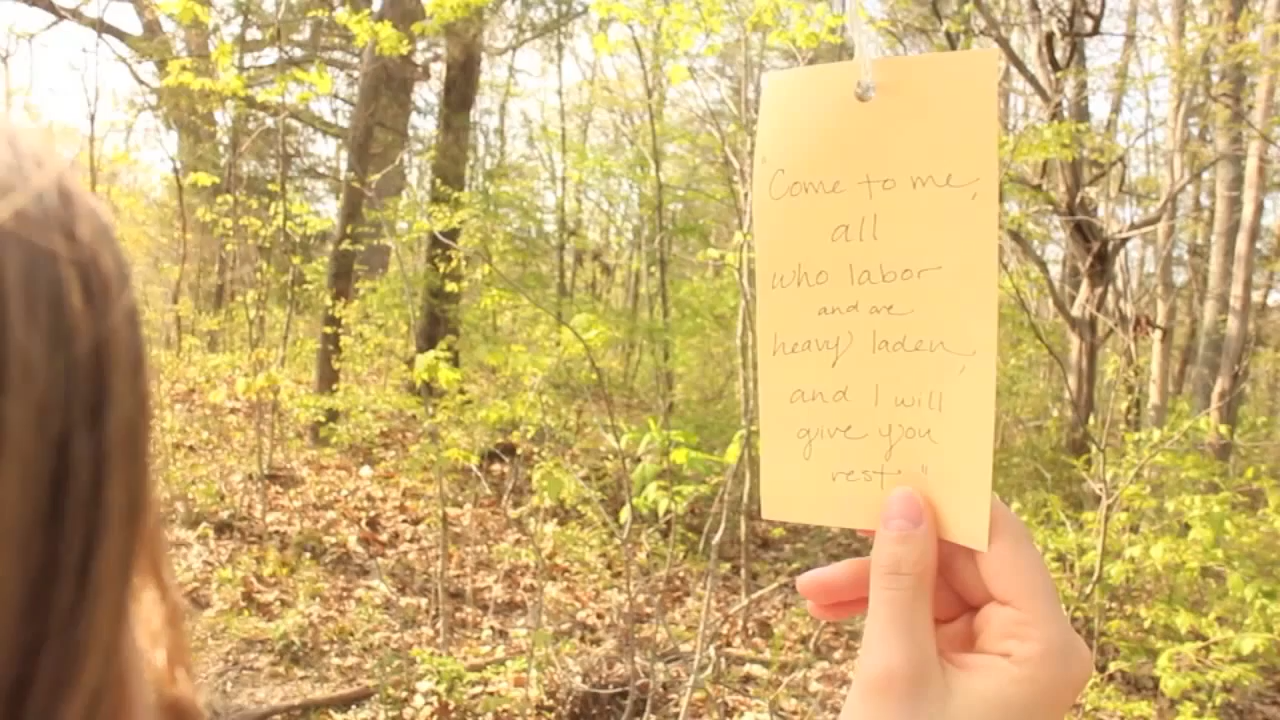 Come to me,
all
who labor
and are
heavy laden,
and I will
give you
rest."